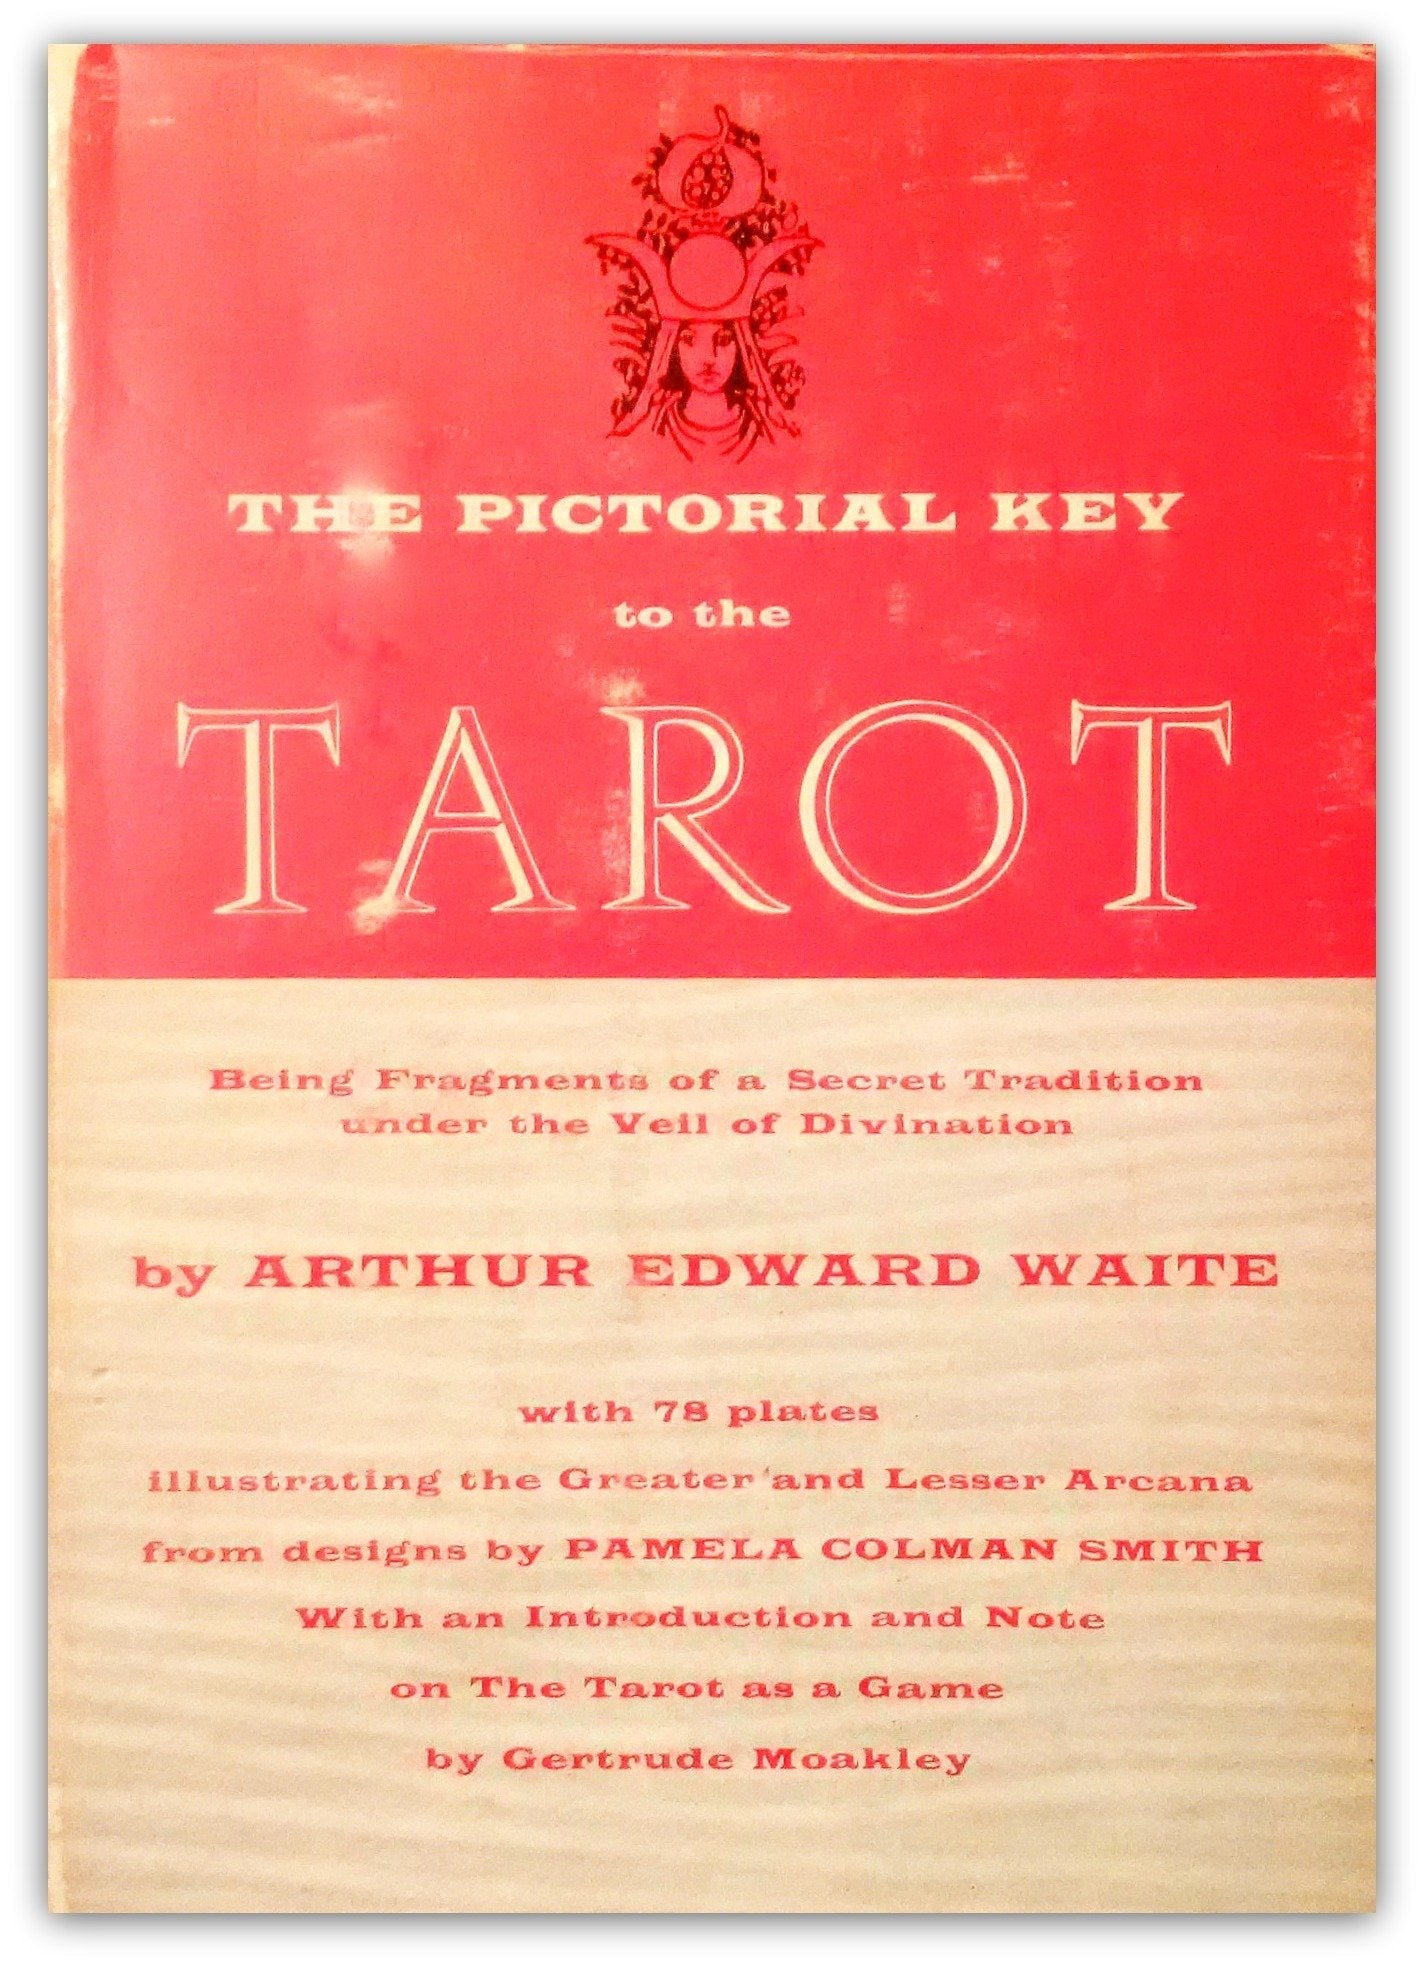 THE PICTORIAL KEY
to the
TAROT
Being Fragments of a Secret Tradition
under the Veil of Divination
by ARTHUR EDWARD WAITE
with 78 plates
illustrating the Greater and Lesser Arcana
from designs by PAMELA COLMAN SMITH
With an Introduction and Note
on The Tarot as a Game
by Gertrude Moakley